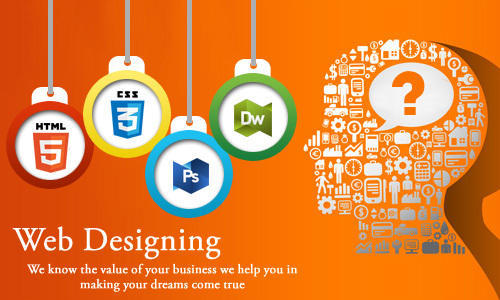 HTML
5
CSS
3
Ps
Dw
?
Web Designing
We know the value of your business we help you in
making your dreams come true